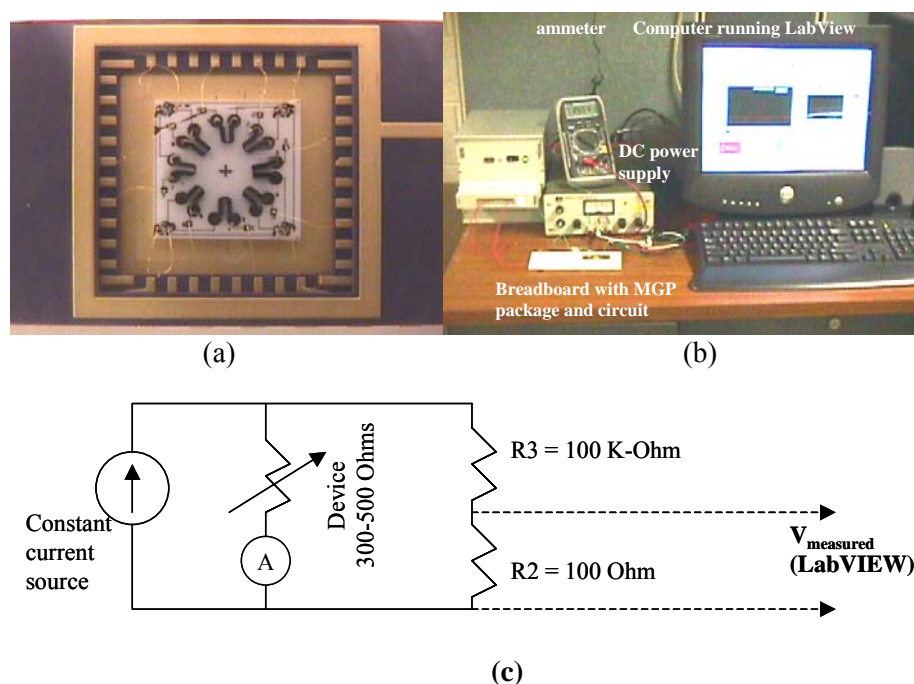 ammeter Computer running LabView
DC power
supply
Breadboard with MGP
package and circuit
(a) (b)
Constant
current
source
A
Device
300-500 Ohms
R3 = 100 K-Ohm
R2 = 100 Ohm
Vmeasured
(LabVIEW)
(c)